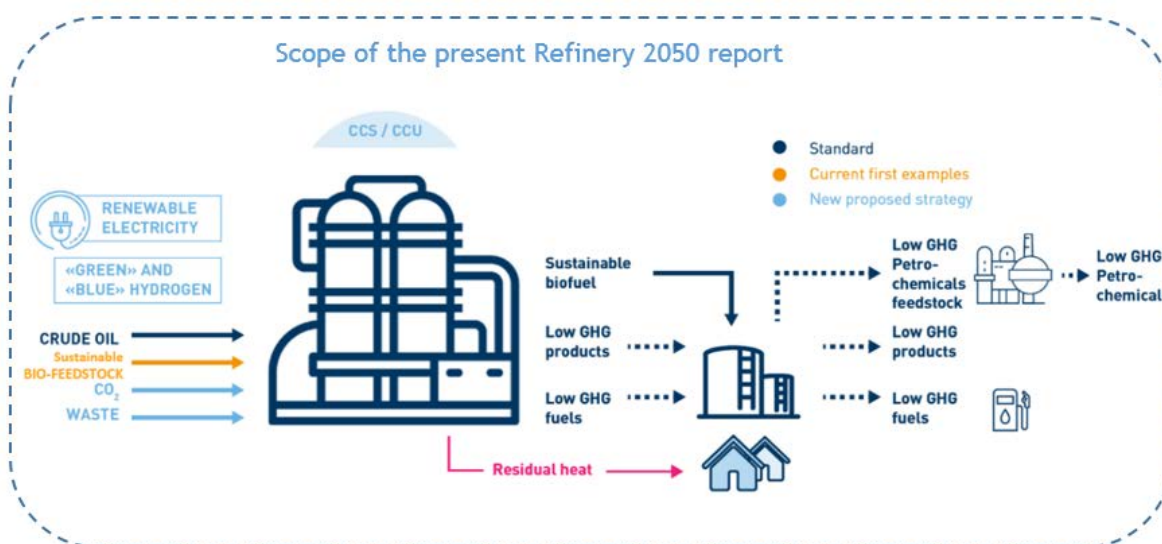 Scope of the present Refinery 2050 report
CCS / CCU
Standard
Current first examples
New proposed strategy
RENEWABLE
ELECTRICITY
«GREEN» AND
«BLUE» HYDROGEN
CRUDE OIL
Sustainable
BIO-FEEDSTOCK
CO₂
WASTE
Sustainable
biofuel
Low GHG
products
Low GHG
fuels
Residual heat
Low GHG
Petro-
chemicals
feedstock
Low GHG
Petro-
chemical
Low GHG
products
Low GHG
fuels